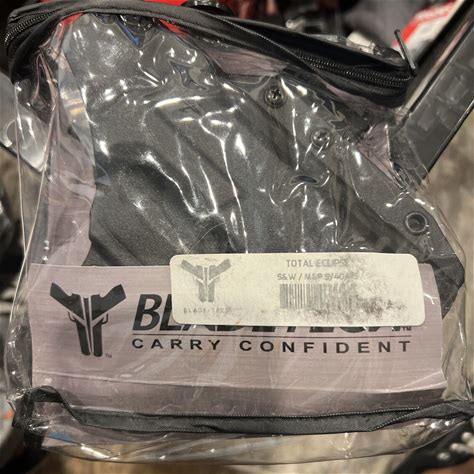 TOTAL ECLIPSE
S&W / M&P 9/40
BLADE-TECH
CARRY CONFIDENT